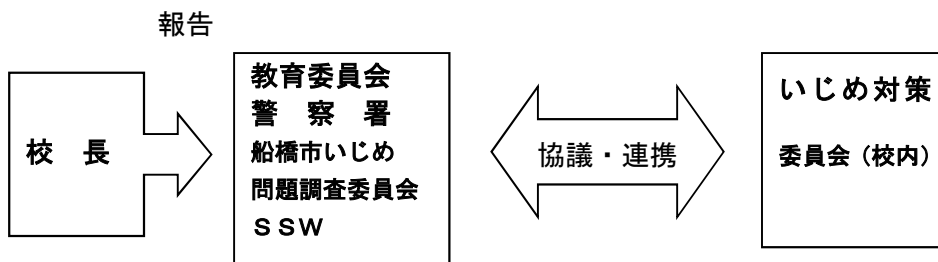 報告
校　長
教育委員会
警　察　署
船橋市いじめ
問題調査委員会
ＳＳＷ
協議・連携
いじめ対策
委員会（校内）